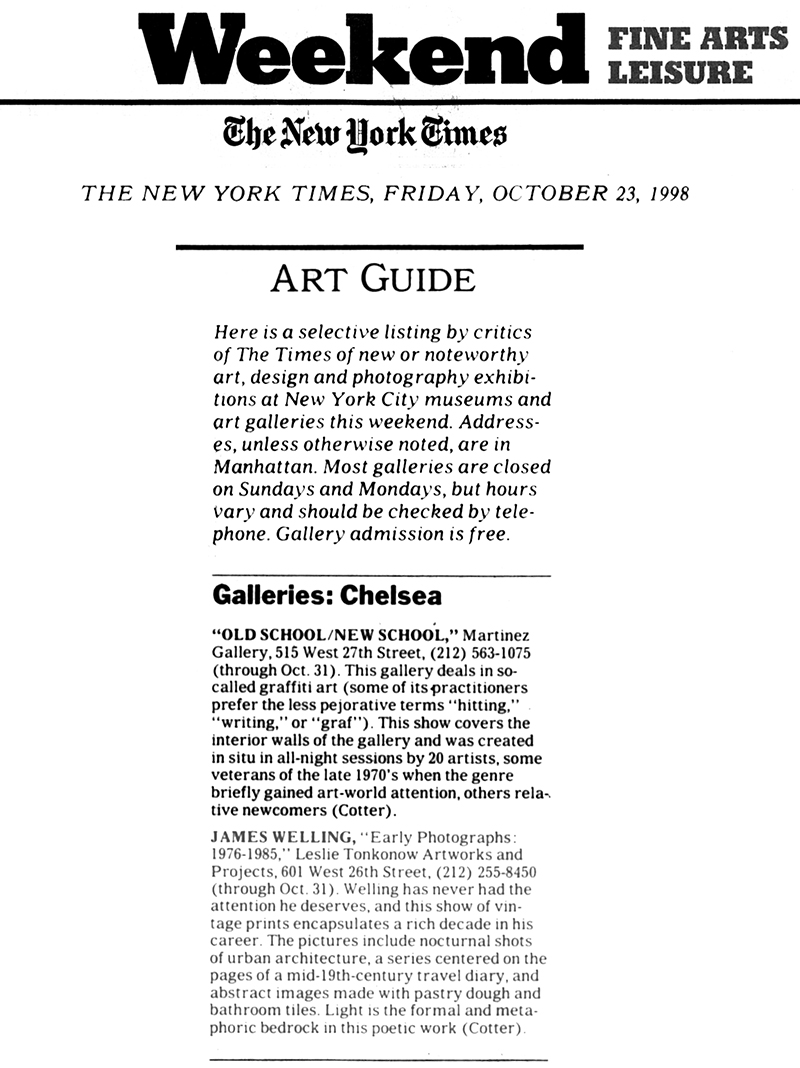 Weekend
FINE ARTS
LEISURE
The New York Times
THE NEW YORK TIMES, FRIDAY, OCTOBER 23, 1998
ART GUIDE
Here is a selective listing by critics
of The Times of new or noteworthy
art, design and photography exhibi-
tions at New York City museums and
art galleries this weekend. Address-
es, unless otherwise noted, are in
Manhattan. Most galleries are closed
on Sundays and Mondays, but hours
vary and should be checked by tele-
phone. Gallery admission is free.
Galleries: Chelsea
“OLD SCHOOL/NEW SCHOOL,” Martinez
Gallery, 515 West 27th Street, (212) 563-1075
(through Oct. 31). This gallery deals in so-
called graffiti art (some of its practitioners
prefer the less pejorative terms “hitting,”
“writing,” or “graf”). This show covers the
interior walls of the gallery and was created
in situ in all-night sessions by 20 artists, some
veterans of the late 1970's when the genre
briefly gained art-world attention, others rela-
tive newcomers (Cotter).
JAMES WELLING, “Early Photographs:
1976-1985,” Leslie Tonkonow Artworks and
Projects, 601 West 26th Street, (212) 255-8450
(through Oct. 31). Welling has never had the
attention he deserves, and this show of vin-
tage prints encapsulates a rich decade in his
career. The pictures include nocturnal shots
of urban architecture, a series centered on the
pages of a mid-19th-century travel diary, and
abstract images made with pastry dough and
bathroom tiles. Light is the formal and meta-
phoric bedrock in this poetic work (Cotter).